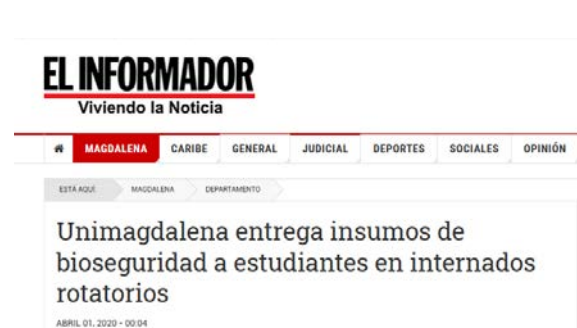 EL INFORMADOR
Viviendo la Noticia
MAGDALENA CARIBE GENERAL JUDICIAL DEPORTES SOCIALES OPINIÓN
ESTÁ AQUÍ: MAGDALENA DEPARTAMENTO
Unimagdalena entrega insumos de
bioseguridad a estudiantes en internados
rotatorios
ABRIL 01, 2020 - 00:04